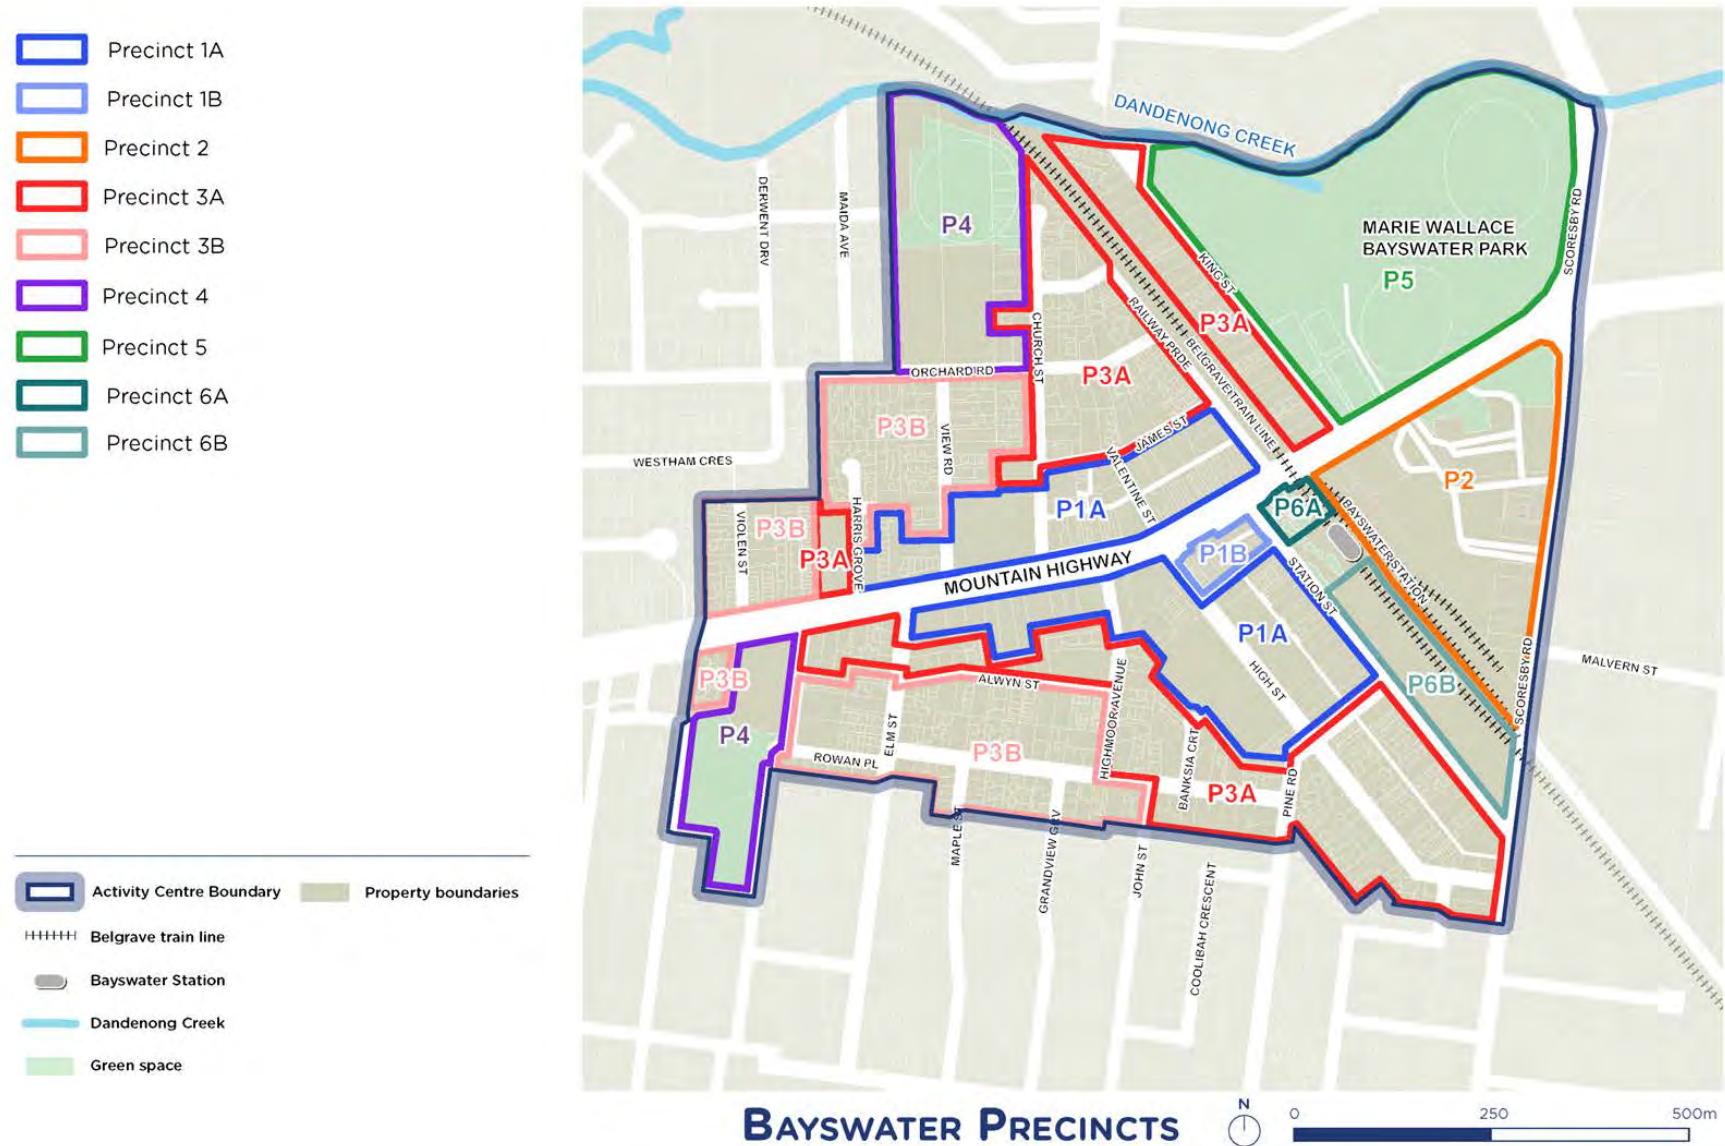 Precinct 1A
Precinct 1B
Precinct 2
Precinct 3A
Precinct 3B
Precinct 4
Precinct 5
Precinct 6A
Precinct 6B
Activity Centre Boundary
Property boundaries
Belgrave train line
Bayswater Station
Dandenong Creek
Green space
DANDENONG CREEK
DERWENT DRV
MAIDA AVE
P4
MARIE WALLACE
BAYSWATER PARK
P5
SCORESBY RD
KING ST
P3A
RAILWAY PRDE
BELGRAVE TRAIN LINE
CHURCH ST
ORCHARD RD
P3A
P3B
VIEW RD
JAMES ST
VALENTINE ST
WESTHAM CRES
P2
P1A
P6A
BAYSWATER STATION
P3B
VIOLEN ST
P3A
HARRIS GROVE
P1B
MOUNTAIN HIGHWAY
STATION ST
P1A
HIGH ST
P6B
SCORESBY RD
MALVERN ST
P3B
P4
ALWYN ST
HIGHMOOR AVENUE
ELM ST
ROWAN PL
P3B
BANKSIA CRT
P3A
PINE RD
MAPLE ST
GRANDVIEW GRV
JOHN ST
COOLIBAH CRESCENT
BAYSWATER PRECINCTS
N
0
250
500m